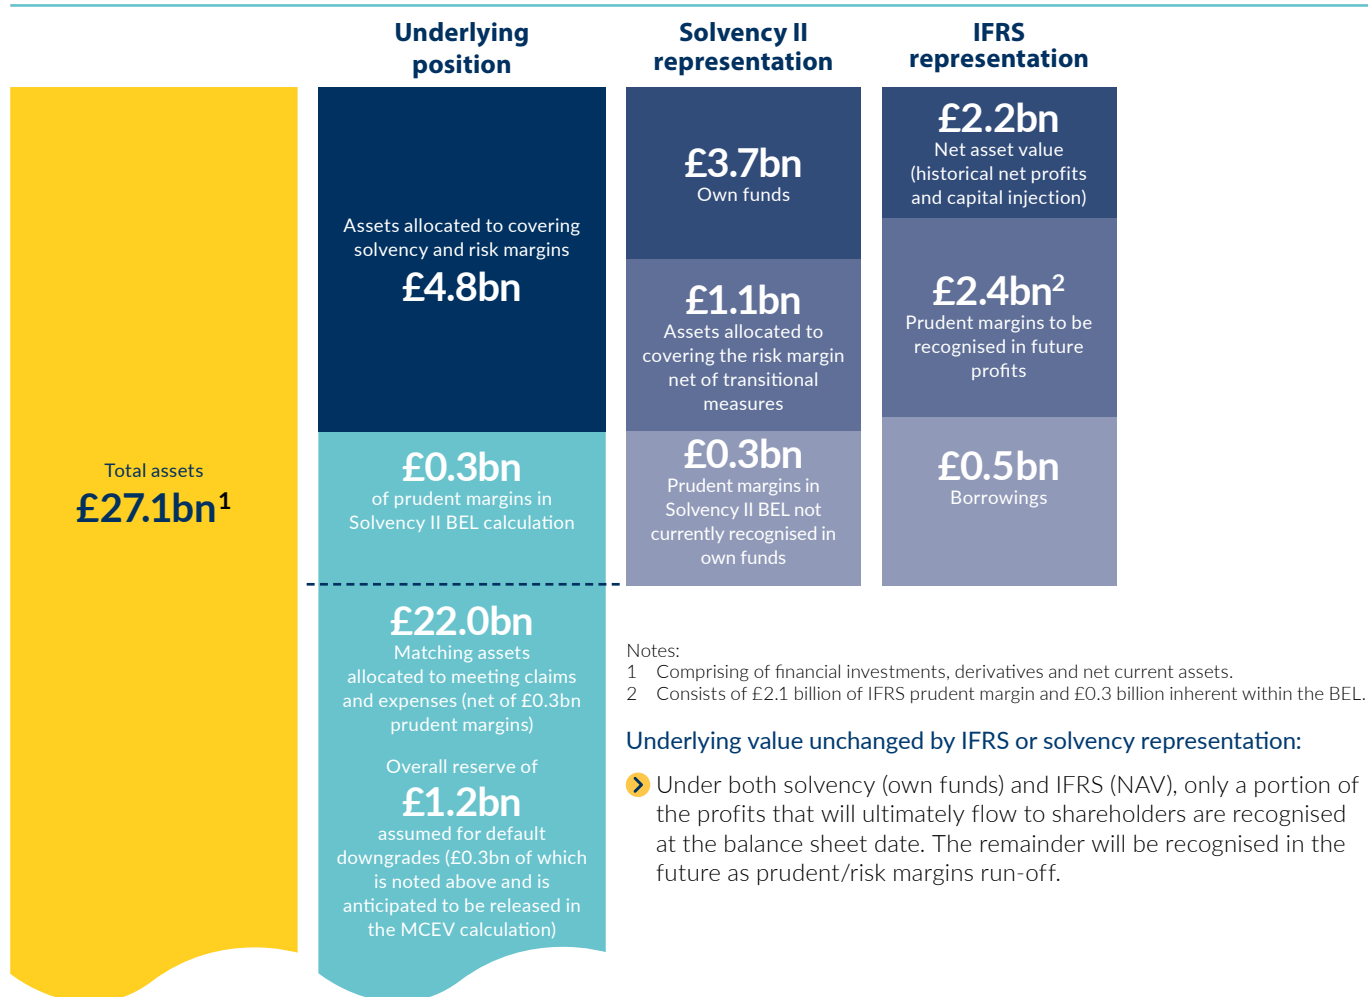 Underlying
position
Solvency II
representation
IFRS
representation
Total assets
£27.1bn1
Assets allocated to covering
solvency and risk margins
£4.8bn
£0.3bn
of prudent margins in
Solvency II BEL calculation
£22.0bn
Matching assets
allocated to meeting claims
and expenses (net of £0.3bn
prudent margins)
Overall reserve of
£1.2bn
assumed for default
downgrades (£0.3bn of which
is noted above and is
anticipated to be released in
the MCEV calculation)
£3.7bn
Own funds
£1.1bn
Assets allocated to
covering the risk margin
net of transitional
measures
£0.3bn
Prudent margins in
Solvency II BEL not
currently recognised in
own funds
£2.2bn
Net asset value
(historical net profits
and capital injection)
£2.4bn2
Prudent margins to be
recognised in future
profits
£0.5bn
Borrowings
Notes:
1 Comprising of financial investments, derivatives and net current assets.
2 Consists of £2.1 billion of IFRS prudent margin and £0.3 billion inherent within the BEL.
Underlying value unchanged by IFRS or solvency representation:
Under both solvency (own funds) and IFRS (NAV), only a portion of
the profits that will ultimately flow to shareholders are recognised
at the balance sheet date. The remainder will be recognised in the
future as prudent/risk margins run-off.